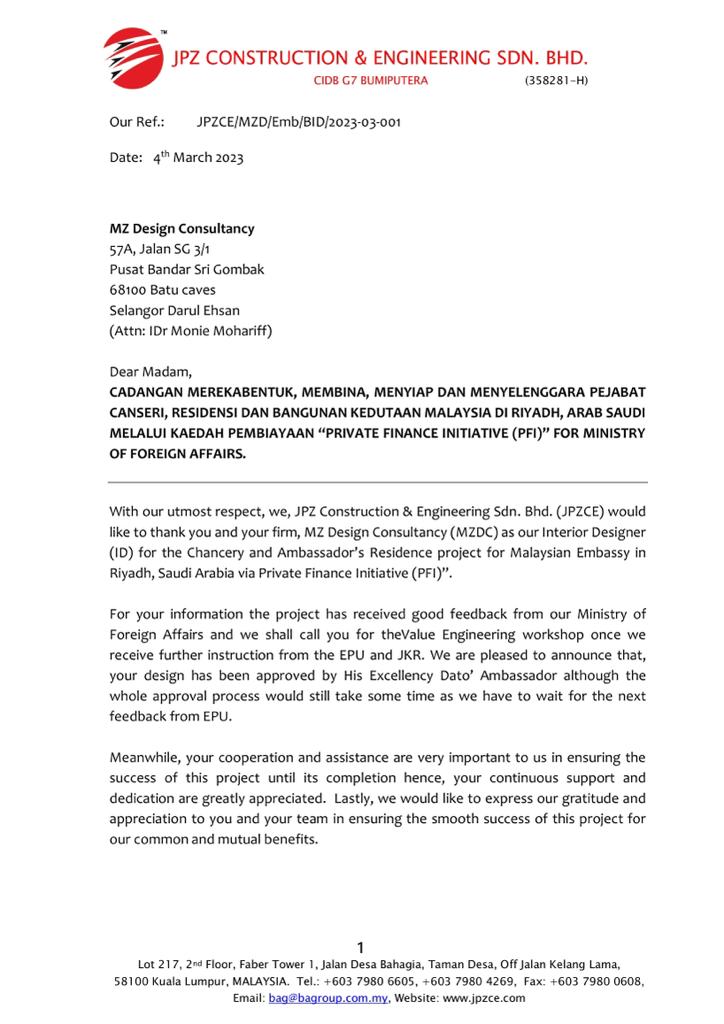 TM
JPZ CONSTRUCTION & ENGINEERING SDN. BHD.
CIDB G7 BUMIPUTERA (358281-H)
Our Ref.: JPZCE/MZD/Emb/BID/2023-03-001
Date: 4th March 2023
MZ Design Consultancy
57A, Jalan SG 3/1
Pusat Bandar Sri Gombak
68100 Batu caves
Selangor Darul Ehsan
(Attn: IDr Monie Mohariff)
Dear Madam,
CADANGAN MEREKABENTUK, MEMBINA, MENYIAP DAN MENYELENGGARA PEJABAT
CANSERI, RESIDENSI DAN BANGUNAN KEDUTAAN MALAYSIA DI RIYADH, ARAB SAUDI
MELALUI KAEDAH PEMBIAYAAN “PRIVATE FINANCE INITIATIVE (PFI)” FOR MINISTRY
OF FOREIGN AFFAIRS.
With our utmost respect, we, JPZ Construction & Engineering Sdn. Bhd. (JPZCE) would
like to thank you and your firm, MZ Design Consultancy (MZDC) as our Interior Designer
(ID) for the Chancery and Ambassador’s Residence project for Malaysian Embassy in
Riyadh, Saudi Arabia via Private Finance Initiative (PFI)”.
For your information the project has received good feedback from our Ministry of
Foreign Affairs and we shall call you for theValue Engineering workshop once we
receive further instruction from the EPU and JKR. We are pleased to announce that,
your design has been approved by His Excellency Dato’ Ambassador although the
whole approval process would still take some time as we have to wait for the next
feedback from EPU.
Meanwhile, your cooperation and assistance are very important to us in ensuring the
success of this project until its completion hence, your continuous support and
dedication are greatly appreciated. Lastly, we would like to express our gratitude and
appreciation to you and your team in ensuring the smooth success of this project for
our common and mutual benefits.
1
Lot 217, 2nd Floor, Faber Tower 1, Jalan Desa Bahagia, Taman Desa, Off Jalan Kelang Lama,
58100 Kuala Lumpur, MALAYSIA. Tel.: +603 7980 6605, +603 7980 4269, Fax: +603 7980 0608,
Email: bag@bagroup.com.my, Website: www.jpzce.com